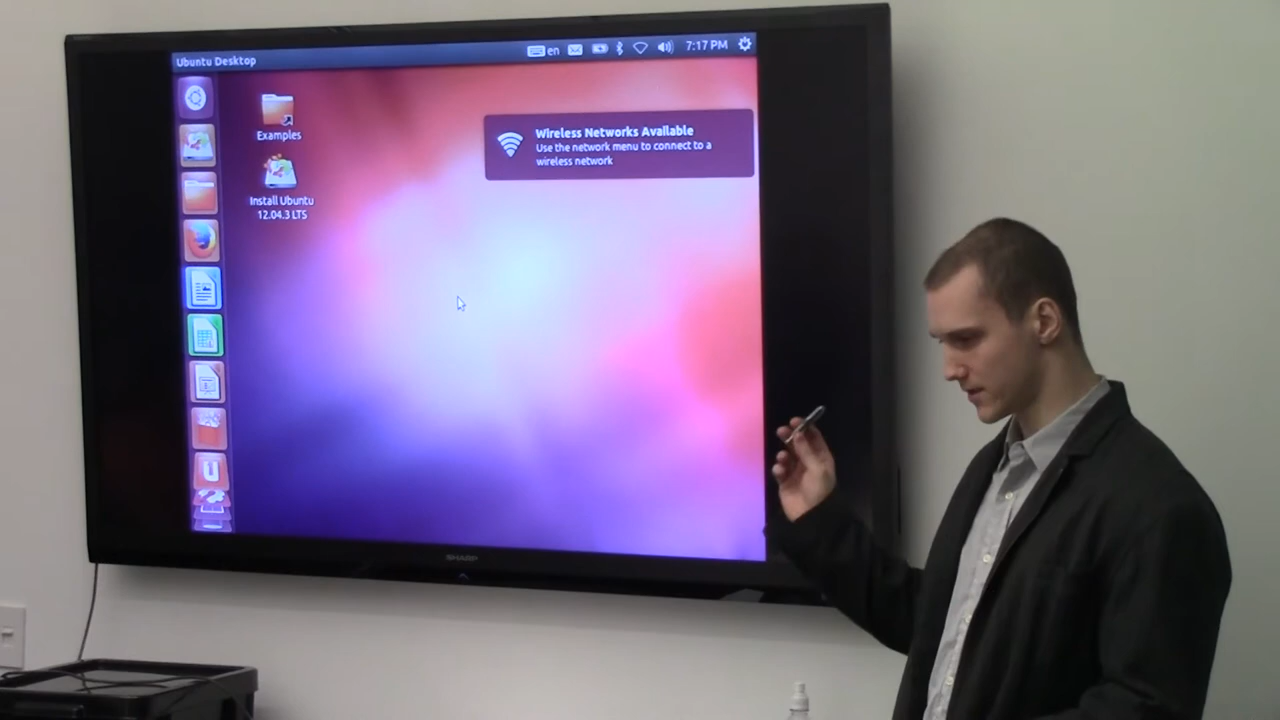 Ubuntu Desktop
en
7:17 PM
Examples
Install Ubuntu
12.04.3 LTS
Wireless Networks Available
Use the network menu to connect to a
wireless network
U
SHARP